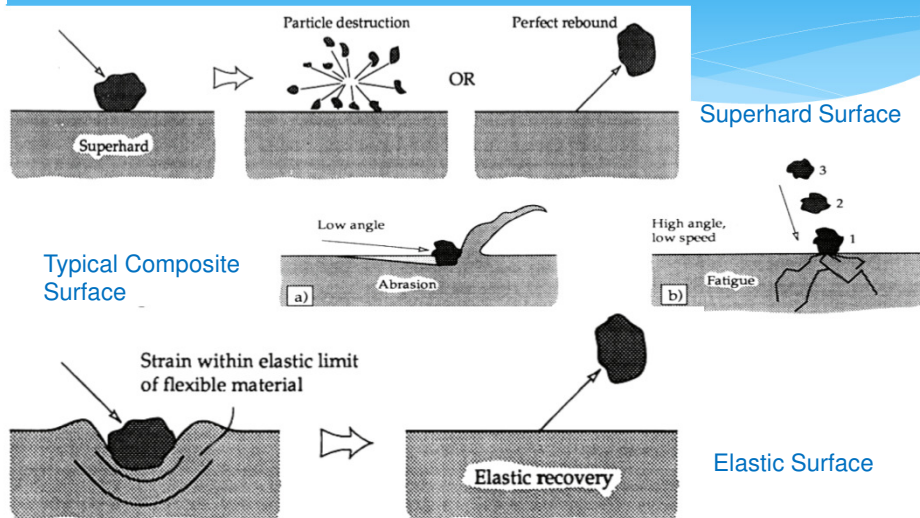 Particle destruction
Perfect rebound
OR
Superhard
Superhard Surface
3
2
1
High angle,
low speed
Fatigue
b)
Low angle
Abrasion
a)
Typical Composite
Surface
Strain within elastic limit
of flexible material
Elastic recovery
Elastic Surface